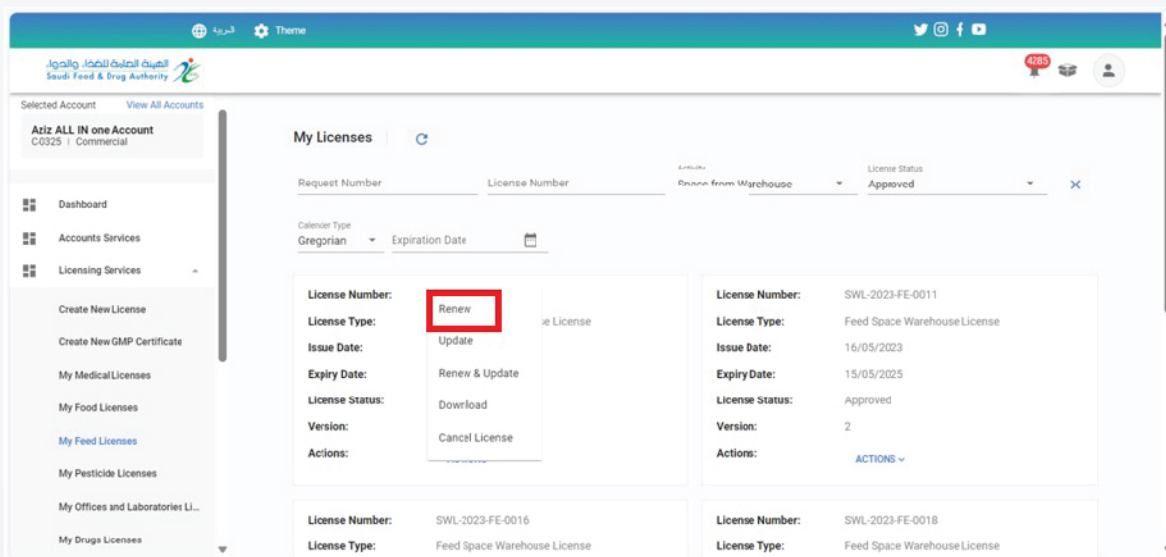 العربية Theme
الهيئة العامة للغذاء والدواء
Saudi Food & Drug Authority
4285
Selected Account View All Accounts
Aziz ALL IN one Account
C-0325 | Commercial
Dashboard
Accounts Services
Licensing Services
Create New License
Create New GMP Certificate
My Medical Licenses
My Food Licenses
My Feed Licenses
My Pesticide Licenses
My Offices and Laboratories Li...
My Drugs Licenses
My Licenses
Activity License Status
Request Number License Number Space from Warehouse Approved
Calender Type
Gregorian Expiration Date
License Number:
License Type: se License
Issue Date:
Expiry Date:
License Status:
Version:
Actions:
Renew
Update
Renew & Update
Download
Cancel License
License Number: SWL-2023-FE-0011
License Type: Feed Space Warehouse License
Issue Date: 16/05/2023
Expiry Date: 15/05/2025
License Status: Approved
Version: 2
Actions: ACTIONS
License Number: SWL-2023-FE-0016
License Type: Feed Space Warehouse License
License Number: SWL-2023-FE-0018
License Type: Feed Space Warehouse License